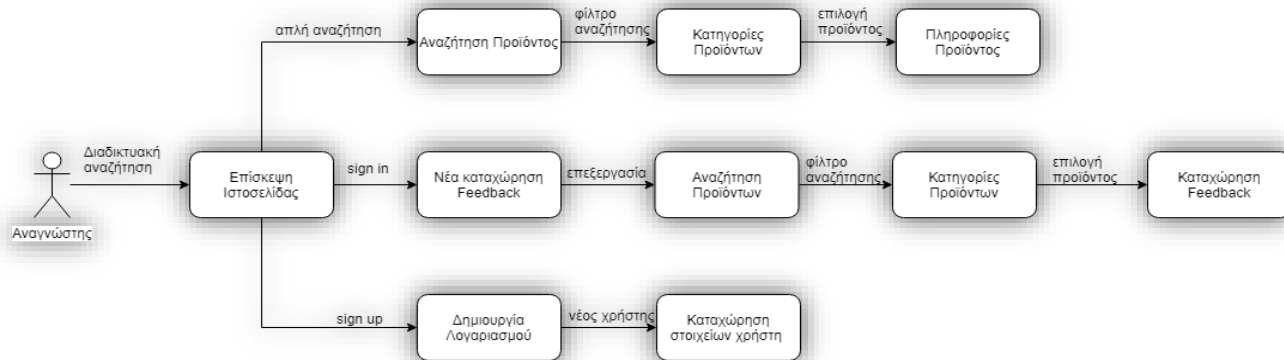 απλή αναζήτηση
Αναζήτηση Προϊόντος
φίλτρο
αναζήτησης
Κατηγορίες
Προϊόντων
επιλογή
προϊόντος
Πληροφορίες
Προϊόντος
Αναγνώστης
Διαδικτυακή
αναζήτηση
Επίσκεψη
Ιστοσελίδας
sign in
Νέα καταχώρηση
Feedback
επεξεργασία
Αναζήτηση
Προϊόντων
φίλτρο
αναζήτησης
Κατηγορίες
Προϊόντων
επιλογή
προϊόντος
Καταχώρηση
Feedback
sign up
Δημιουργία
Λογαριασμού
νέος χρήστης
Καταχώρηση
στοιχείων χρήστη